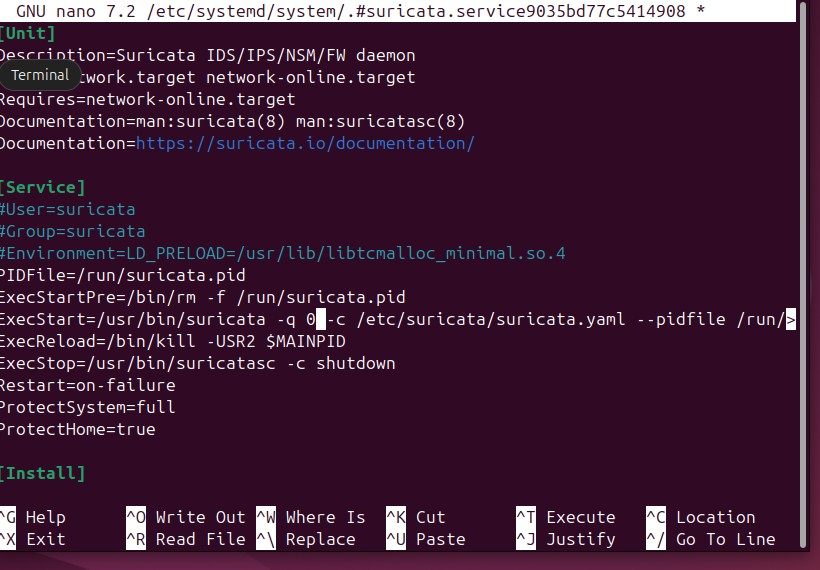 GNU nano 7.2 /etc/systemd/system/.#suricata.service9035bd77c5414908 *
[Unit]
Description=Suricata IDS/IPS/NSM/FW daemon
Terminal twork.target network-online.target
Requires=network-online.target
Documentation=man:suricata(8) man:suricatasc(8)
Documentation=https://suricata.io/documentation/
[Service]
#User=suricata
#Group=suricata
#Environment=LD_PRELOAD=/usr/lib/libtcmalloc_minimal.so.4
PIDFile=/run/suricata.pid
ExecStartPre=/bin/rm -f /run/suricata.pid
ExecStart=/usr/bin/suricata -q 0 -c /etc/suricata/suricata.yaml --pidfile /run/>
ExecReload=/bin/kill -USR2 $MAINPID
ExecStop=/usr/bin/suricatasc -c shutdown
Restart=on-failure
ProtectSystem=full
ProtectHome=true
[Install]
^G Help ^O Write Out ^W Where Is ^K Cut ^T Execute ^C Location
^X Exit ^R Read File ^\ Replace ^U Paste ^J Justify ^/ Go To Line